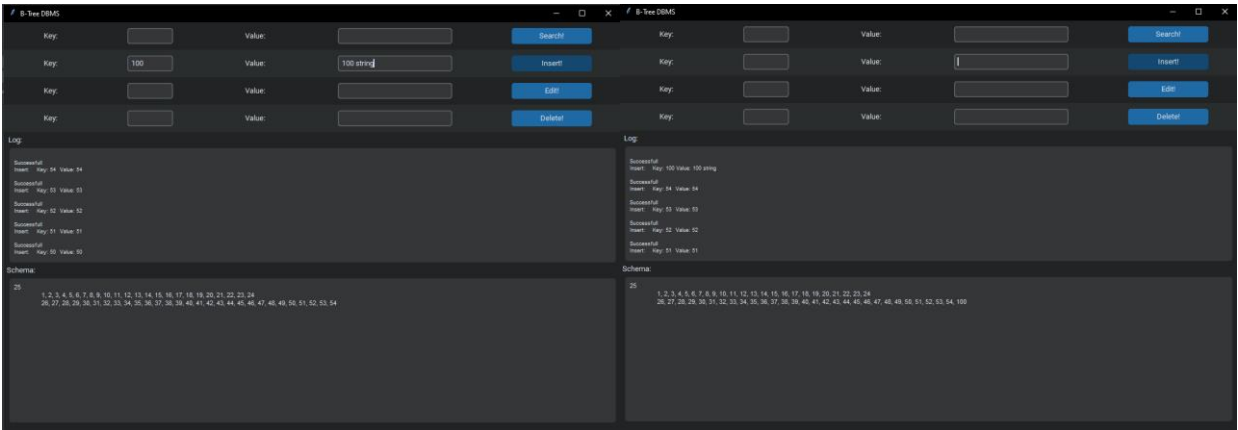 B-Tree DBMS
Key: Value: Search!
Key: 100 Value: 100 string Insert!
Key: Value: Edit!
Key: Value: Delete!
Log:
Successful!
Insert: Key: 54 Value: 54
Successful!
Insert: Key: 53 Value: 53
Successful!
Insert: Key: 52 Value: 52
Successful!
Insert: Key: 51 Value: 51
Successful!
Insert: Key: 50 Value: 50
Schema:
25
1, 2, 3, 4, 5, 6, 7, 8, 9, 10, 11, 12, 13, 14, 15, 16, 17, 18, 19, 20, 21, 22, 23, 24
26, 27, 28, 29, 30, 31, 32, 33, 34, 35, 36, 37, 38, 39, 40, 41, 42, 43, 44, 45, 46, 47, 48, 49, 50, 51, 52, 53, 54
B-Tree DBMS
Key: Value: Search!
Key: Value: Insert!
Key: Value: Edit!
Key: Value: Delete!
Log:
Successful!
Insert: Key: 100 Value: 100 string
Successful!
Insert: Key: 54 Value: 54
Successful!
Insert: Key: 53 Value: 53
Successful!
Insert: Key: 52 Value: 52
Successful!
Insert: Key: 51 Value: 51
Schema:
25
1, 2, 3, 4, 5, 6, 7, 8, 9, 10, 11, 12, 13, 14, 15, 16, 17, 18, 19, 20, 21, 22, 23, 24
26, 27, 28, 29, 30, 31, 32, 33, 34, 35, 36, 37, 38, 39, 40, 41, 42, 43, 44, 45, 46, 47, 48, 49, 50, 51, 52, 53, 54, 100